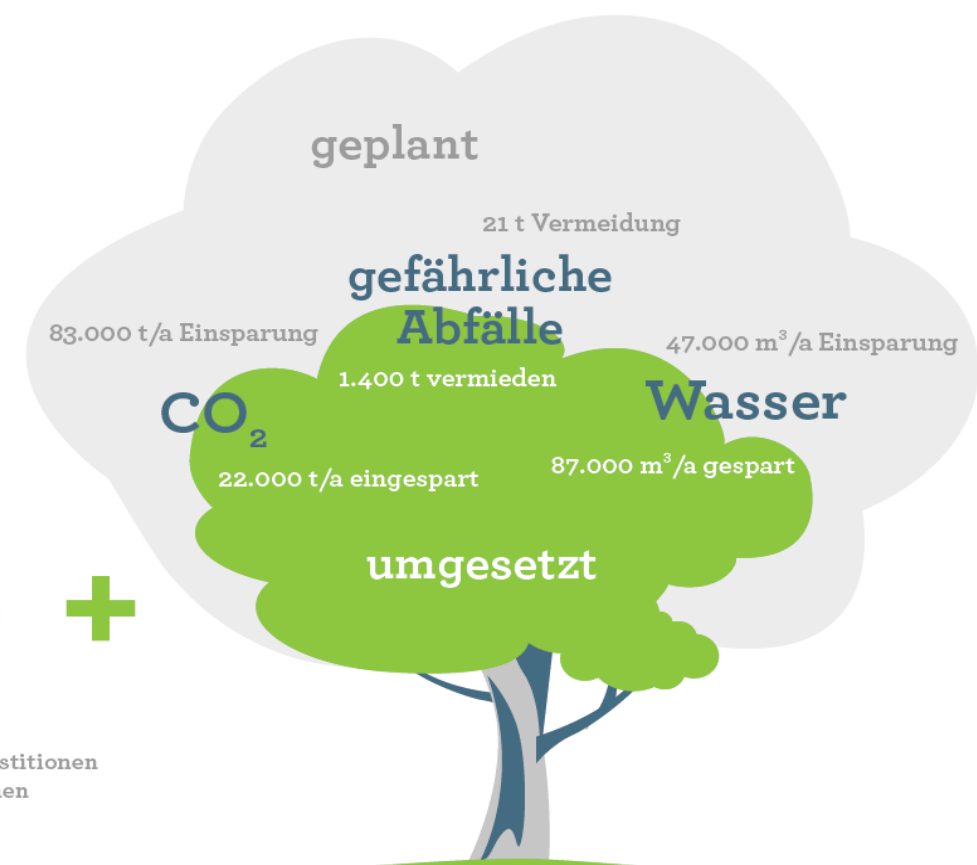 geplant
21 t Vermeidung
gefährliche
Abfälle
83.000 t/a Einsparung
47.000 m³/a Einsparung
1.400 t vermieden
CO₂
Wasser
22.000 t/a eingespart
87.000 m³/a gespart
umgesetzt
+